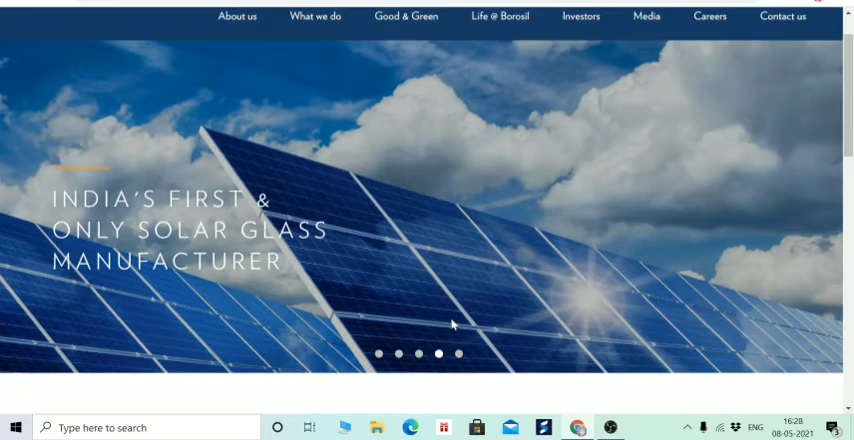 About us What we do Good & Green Life @ Borosil Investors Media Careers Contact us
INDIA'S FIRST &
ONLY SOLAR GLASS
MANUFACTURER
Type here to search
ENG
16:28
08-05-2021
3